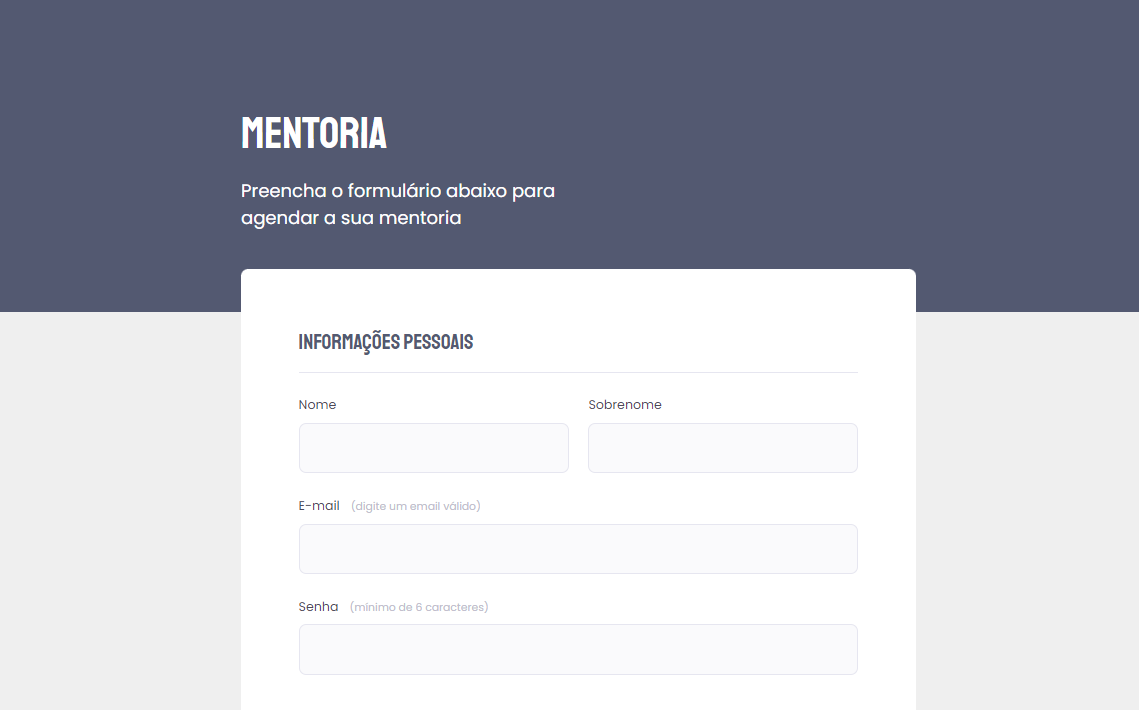 MENTORIA
Preencha o formulário abaixo para
agendar a sua mentoria
INFORMAÇÕES PESSOAIS
Nome Sobrenome
E-mail (digite um email válido)
Senha (mínimo de 6 caracteres)